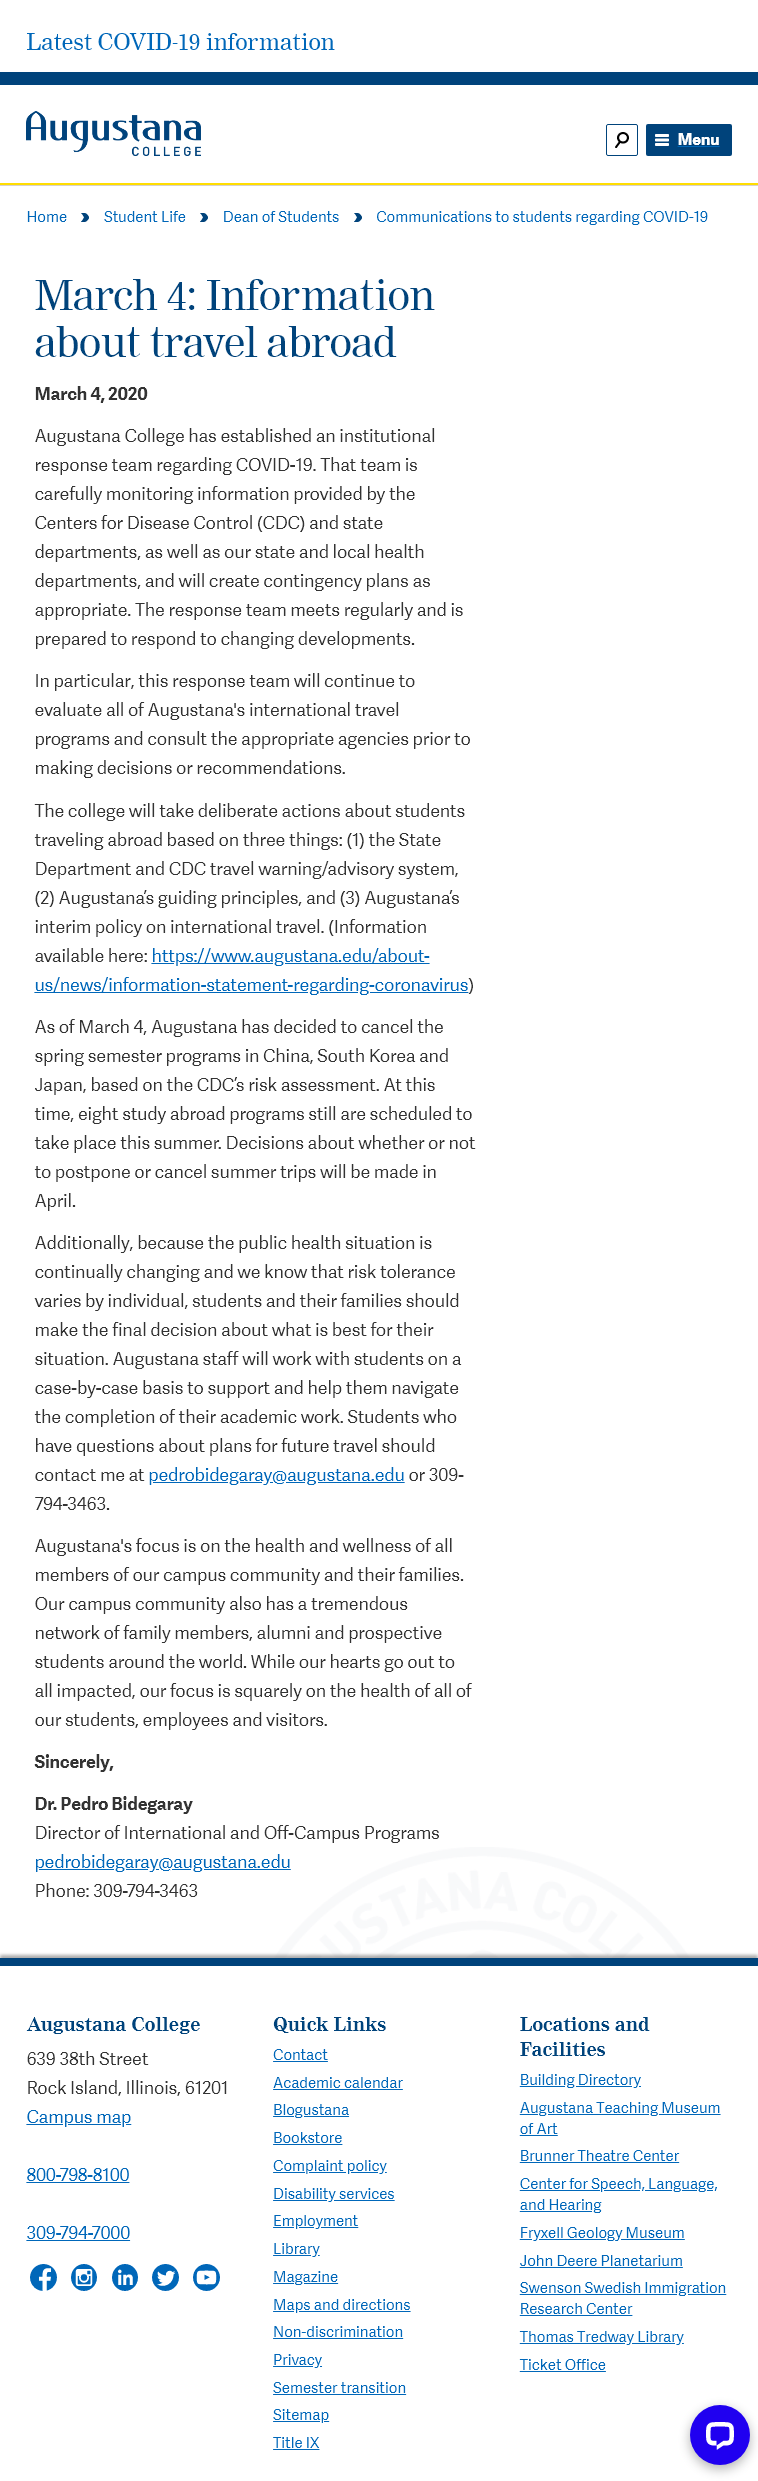 Latest COVID-19 information
Augustana
COLLEGE
Menu
Home Student Life Dean of Students Communications to students regarding COVID-19
March 4: Information
about travel abroad
March 4, 2020
Augustana College has established an institutional
response team regarding COVID-19. That team is
carefully monitoring information provided by the
Centers for Disease Control (CDC) and state
departments, as well as our state and local health
departments, and will create contingency plans as
appropriate. The response team meets regularly and is
prepared to respond to changing developments.
In particular, this response team will continue to
evaluate all of Augustana's international travel
programs and consult the appropriate agencies prior to
making decisions or recommendations.
The college will take deliberate actions about students
traveling abroad based on three things: (1) the State
Department and CDC travel warning/advisory system,
(2) Augustana’s guiding principles, and (3) Augustana’s
interim policy on international travel. (Information
available here: https://www.augustana.edu/about-
us/news/information-statement-regarding-coronavirus)
As of March 4, Augustana has decided to cancel the
spring semester programs in China, South Korea and
Japan, based on the CDC’s risk assessment. At this
time, eight study abroad programs still are scheduled to
take place this summer. Decisions about whether or not
to postpone or cancel summer trips will be made in
April.
Additionally, because the public health situation is
continually changing and we know that risk tolerance
varies by individual, students and their families should
make the final decision about what is best for their
situation. Augustana staff will work with students on a
case-by-case basis to support and help them navigate
the completion of their academic work. Students who
have questions about plans for future travel should
contact me at pedrobidegaray@augustana.edu or 309-
794-3463.
Augustana's focus is on the health and wellness of all
members of our campus community and their families.
Our campus community also has a tremendous
network of family members, alumni and prospective
students around the world. While our hearts go out to
all impacted, our focus is squarely on the health of all of
our students, employees and visitors.
Sincerely,
Dr. Pedro Bidegaray
Director of International and Off-Campus Programs
pedrobidegaray@augustana.edu
Phone: 309-794-3463
USTANA COLL
Augustana College
639 38th Street
Rock Island, Illinois, 61201
Campus map
800-798-8100
309-794-7000
Quick Links
Contact
Academic calendar
Blogustana
Bookstore
Complaint policy
Disability services
Employment
Library
Magazine
Maps and directions
Non-discrimination
Privacy
Semester transition
Sitemap
Title IX
Locations and
Facilities
Building Directory
Augustana Teaching Museum
of Art
Brunner Theatre Center
Center for Speech, Language,
and Hearing
Fryxell Geology Museum
John Deere Planetarium
Swenson Swedish Immigration
Research Center
Thomas Tredway Library
Ticket Office